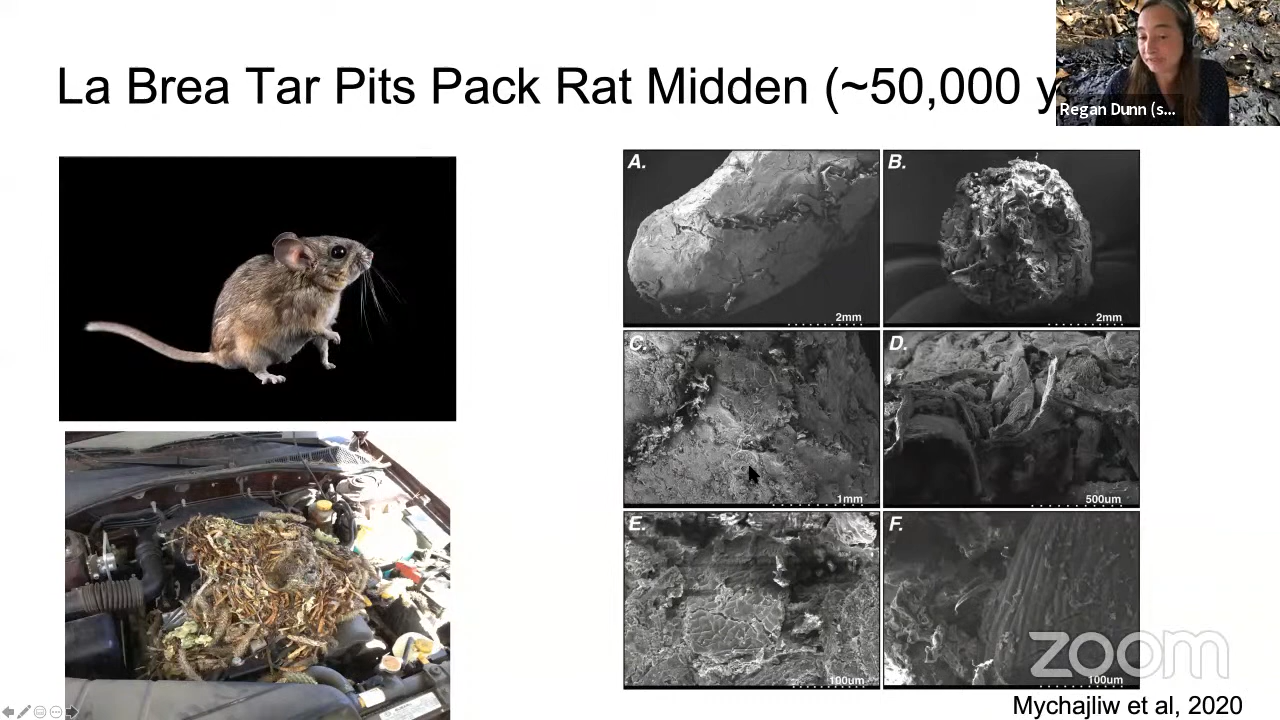 La Brea Tar Pits Pack Rat Midden (~50,000 y
Regan Dunn (s...
A.
2mm
B.
2mm
C.
1mm
D.
500um
E.
100um
F.
100um
zoom
Mychajliw et al, 2020